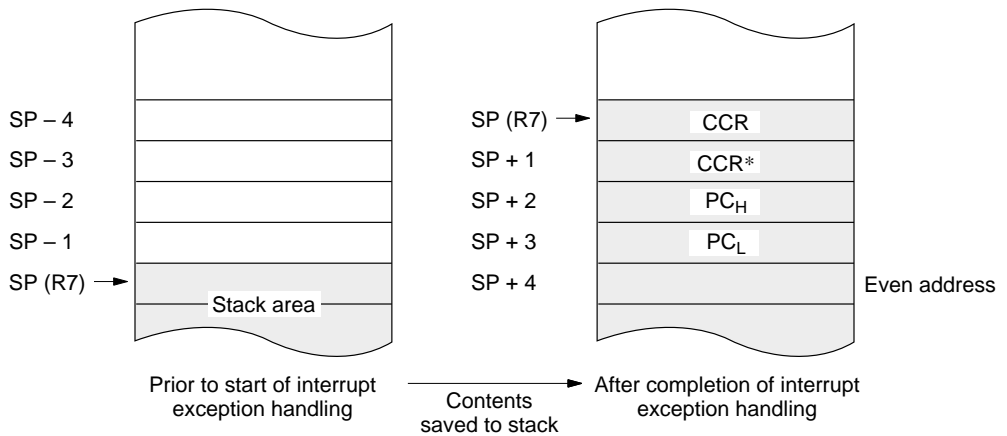 SP – 4
SP – 3
SP – 2
SP – 1
SP (R7)
Stack area
SP (R7)
SP + 1
SP + 2
SP + 3
SP + 4
CCR
CCR*
PCH
PCL
Even address
Prior to start of interrupt
exception handling
Contents
saved to stack
After completion of interrupt
exception handling